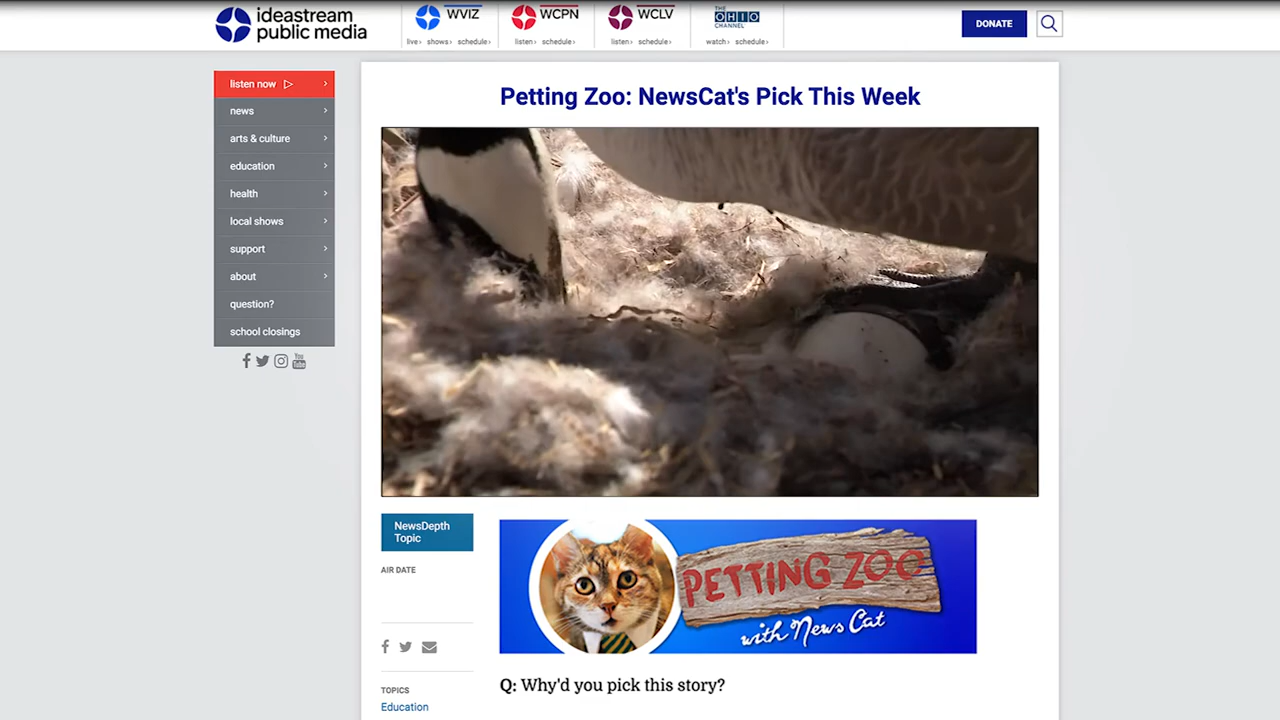 ideastream
public media
WVIZ
live› shows› schedule›
WCPN
listen› schedule›
WCLV
listen› schedule›
THE
OHIO
CHANNEL
watch› schedule›
DONATE
listen now
news
arts & culture
education
health
local shows
support
about
question?
school closings
You
Tube
Petting Zoo: NewsCat's Pick This Week
NewsDepth
Topic
AIR DATE
TOPICS
Education
PETTING ZOO
with News Cat
Q: Why'd you pick this story?